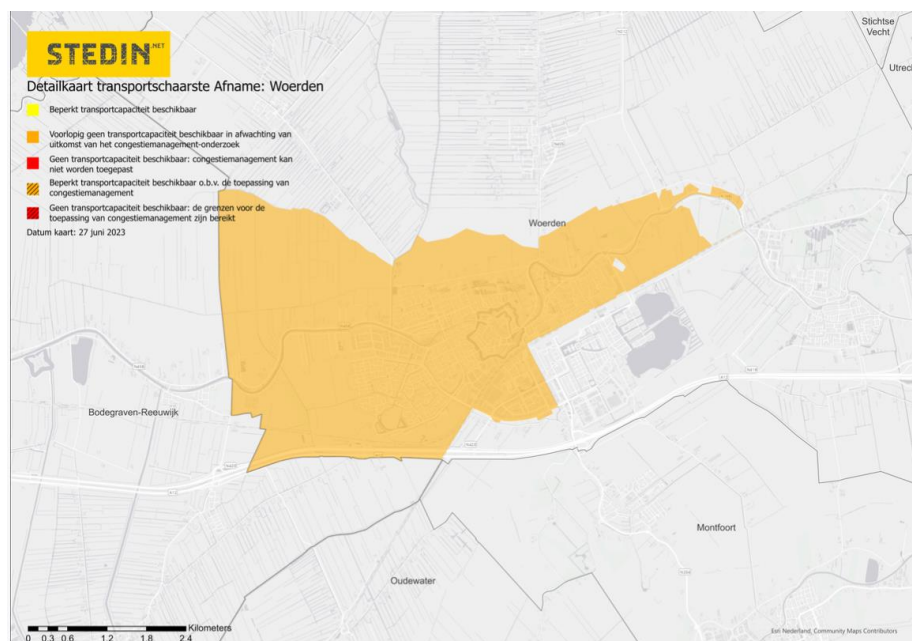 STEDIN.NET
Detailkaart transportschaarste Afname: Woerden
Beperkt transportcapaciteit beschikbaar
Voorlopig geen transportcapaciteit beschikbaar in afwachting van
uitkomst van het congestiemanagement-onderzoek
Geen transportcapaciteit beschikbaar: congestiemanagement kan
niet worden toegepast
Beperkt transportcapaciteit beschikbaar o.b.v. de toepassing van
congestiemanagement
Geen transportcapaciteit beschikbaar: de grenzen voor de
toepassing van congestiemanagement zijn bereikt
Datum kaart: 27 juni 2023
Stichtse
Vecht
Utrec
Woerden
Bodegraven-Reeuwijk
Montfoort
Oudewater
Kilometers
0 0.3 0.6 1.2 1.8 2.4
Esri Nederland, Community Maps Contributors